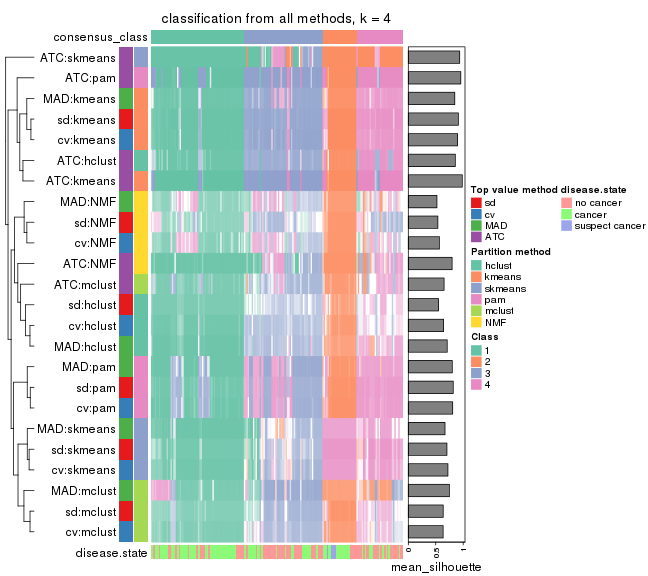 classification from all methods, k = 4
consensus_class
ATC:skmeans
ATC:pam
MAD:kmeans
sd:kmeans
cv:kmeans
ATC:hclust
ATC:kmeans
MAD:NMF
sd:NMF
cv:NMF
ATC:NMF
ATC:mclust
sd:hclust
cv:hclust
MAD:hclust
MAD:pam
sd:pam
cv:pam
MAD:skmeans
sd:skmeans
cv:skmeans
MAD:mclust
sd:mclust
cv:mclust
disease.state
0 0.5 1
mean_silhouette
Top value method
sd
cv
MAD
ATC
Partition method
hclust
kmeans
skmeans
pam
mclust
NMF
Class
1
2
3
4
disease.state
no cancer
cancer
suspect cancer